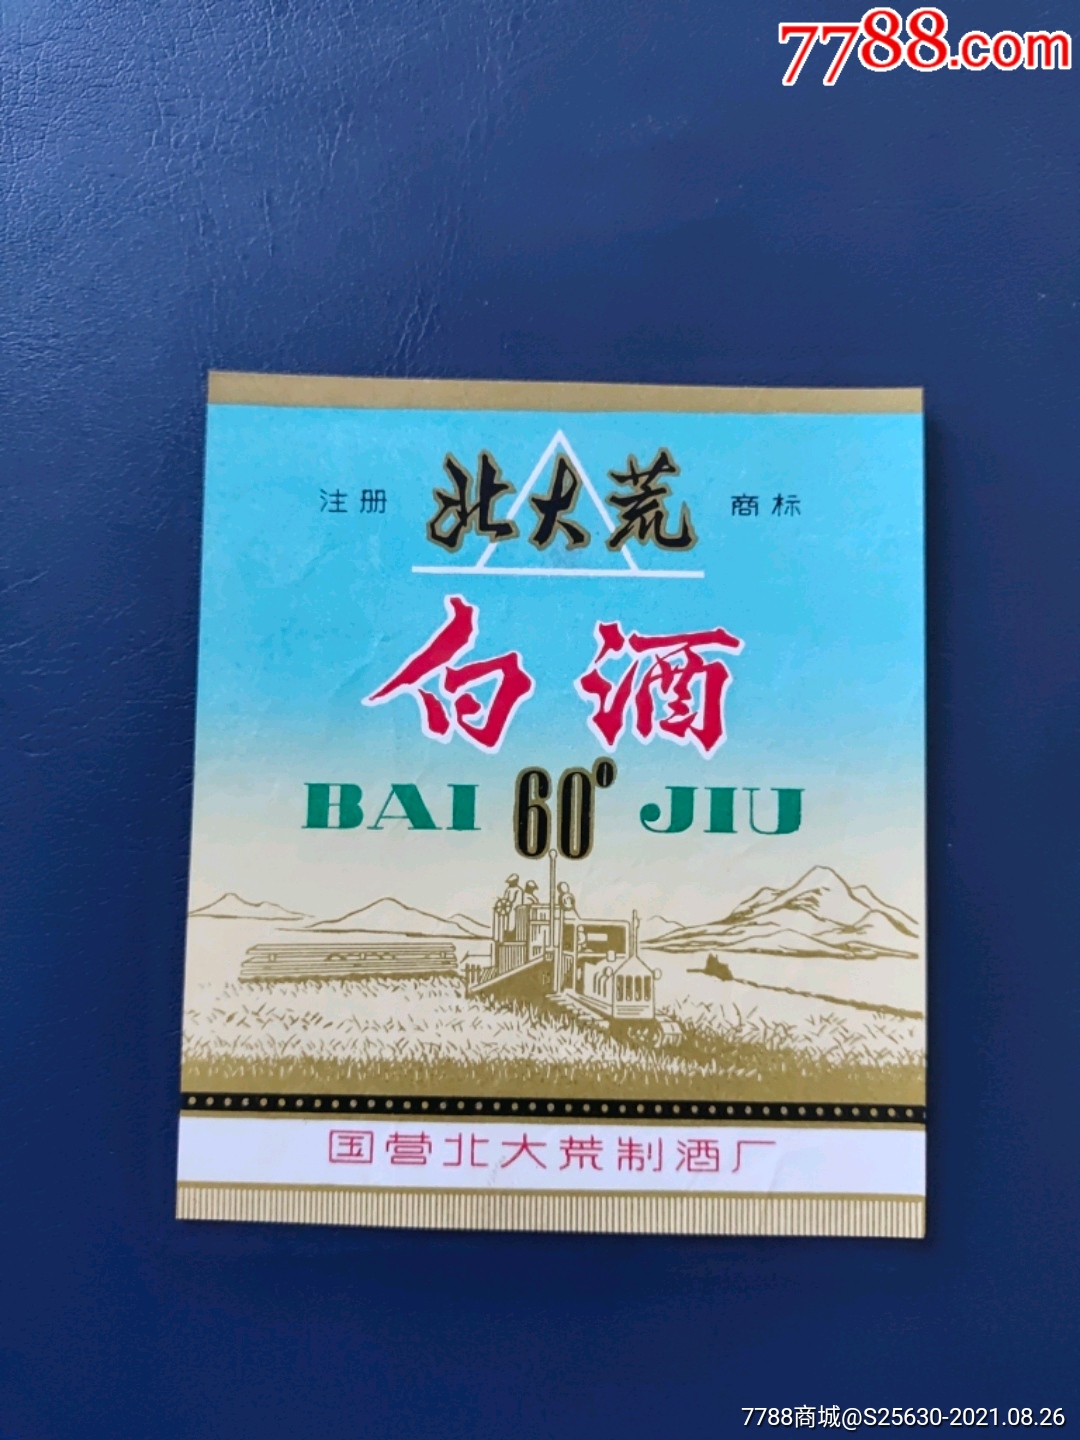 7788.com
注册 北大荒 商标
白酒
BAI 60° JIU
国营北大荒制酒厂
7788商城@S25630-2021.08.26